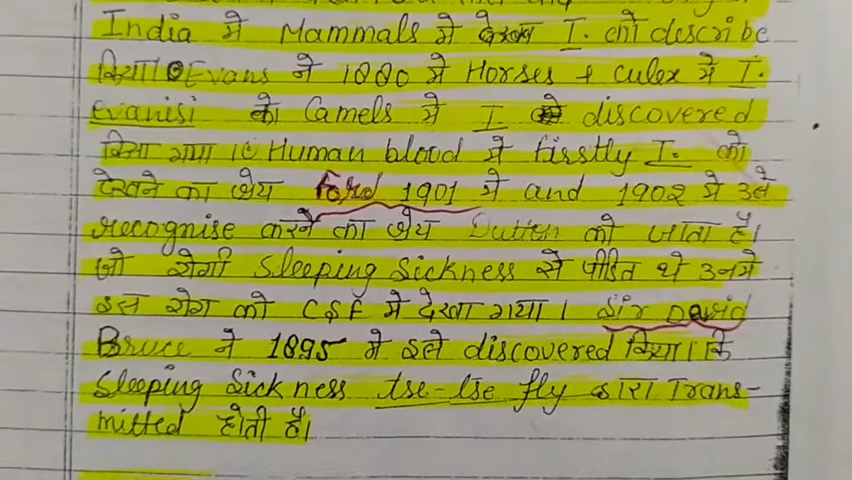 India में Mammals में I. को describe
किया। Evans ने 1880 में Horses + culex में I.
evanisi को Camels में I discovered
किया गया। Human blood में firstly I. को
देखने का श्रेय Ford 1901 में and 1902 में उसे
recognise करने का श्रेय Dutton को जाता है।
जो रोगी Sleeping Sickness से पीड़ित थे उनमें
इस रोग को CSF में देखा गया। Sir David
Bruce ने 1895 में इसे discovered किया। कि
Sleeping Sickness tse-tse fly द्वारा Trans-
mitted होती है।